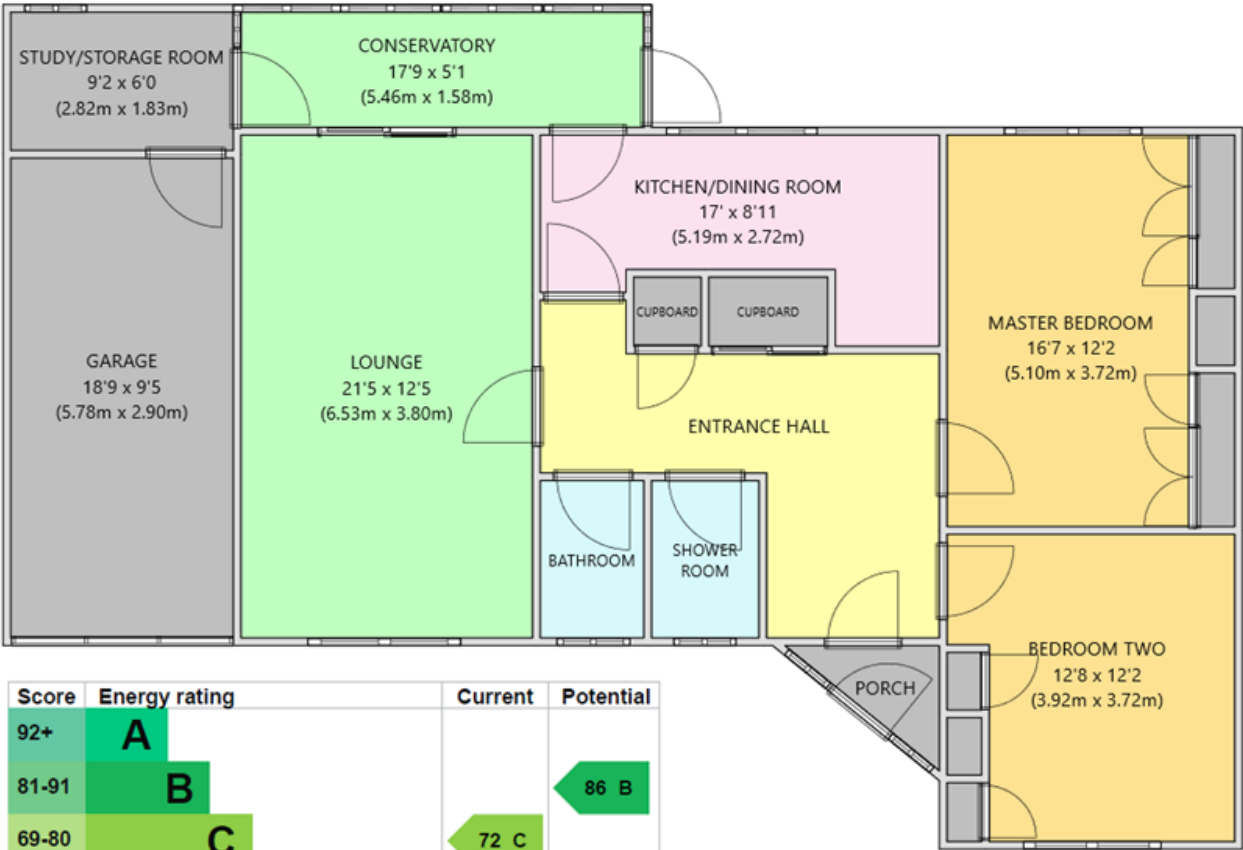 STUDY/STORAGE ROOM
9'2 x 6'0
(2.82m x 1.83m)
CONSERVATORY
17'9 x 5'1
(5.46m x 1.58m)
KITCHEN/DINING ROOM
17' x 8'11
(5.19m x 2.72m)
CUPBOARD
CUPBOARD
MASTER BEDROOM
16'7 x 12'2
(5.10m x 3.72m)
GARAGE
18'9 x 9'5
(5.78m x 2.90m)
LOUNGE
21'5 x 12'5
(6.53m x 3.80m)
ENTRANCE HALL
BATHROOM
SHOWER
ROOM
BEDROOM TWO
12'8 x 12'2
(3.92m x 3.72m)
PORCH
Score Energy rating Current Potential
92+ A
81-91 B 86 B
69-80 C 72 C